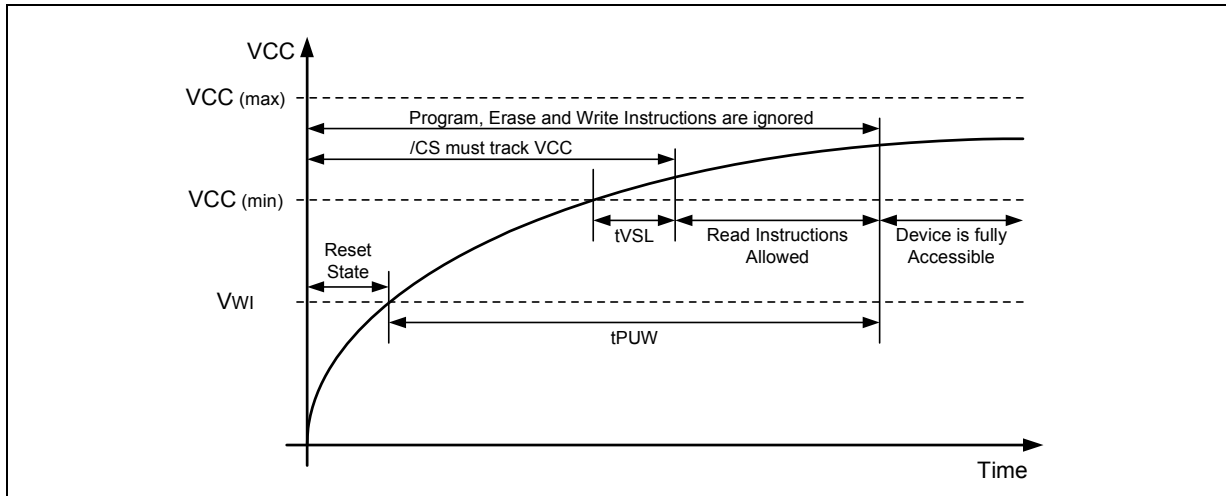 VCC
VCC (max)
Program, Erase and Write Instructions are ignored
/CS must track VCC
VCC (min)
tVSL
Read Instructions
Allowed
Device is fully
Accessible
Reset
State
VWI
tPUW
Time